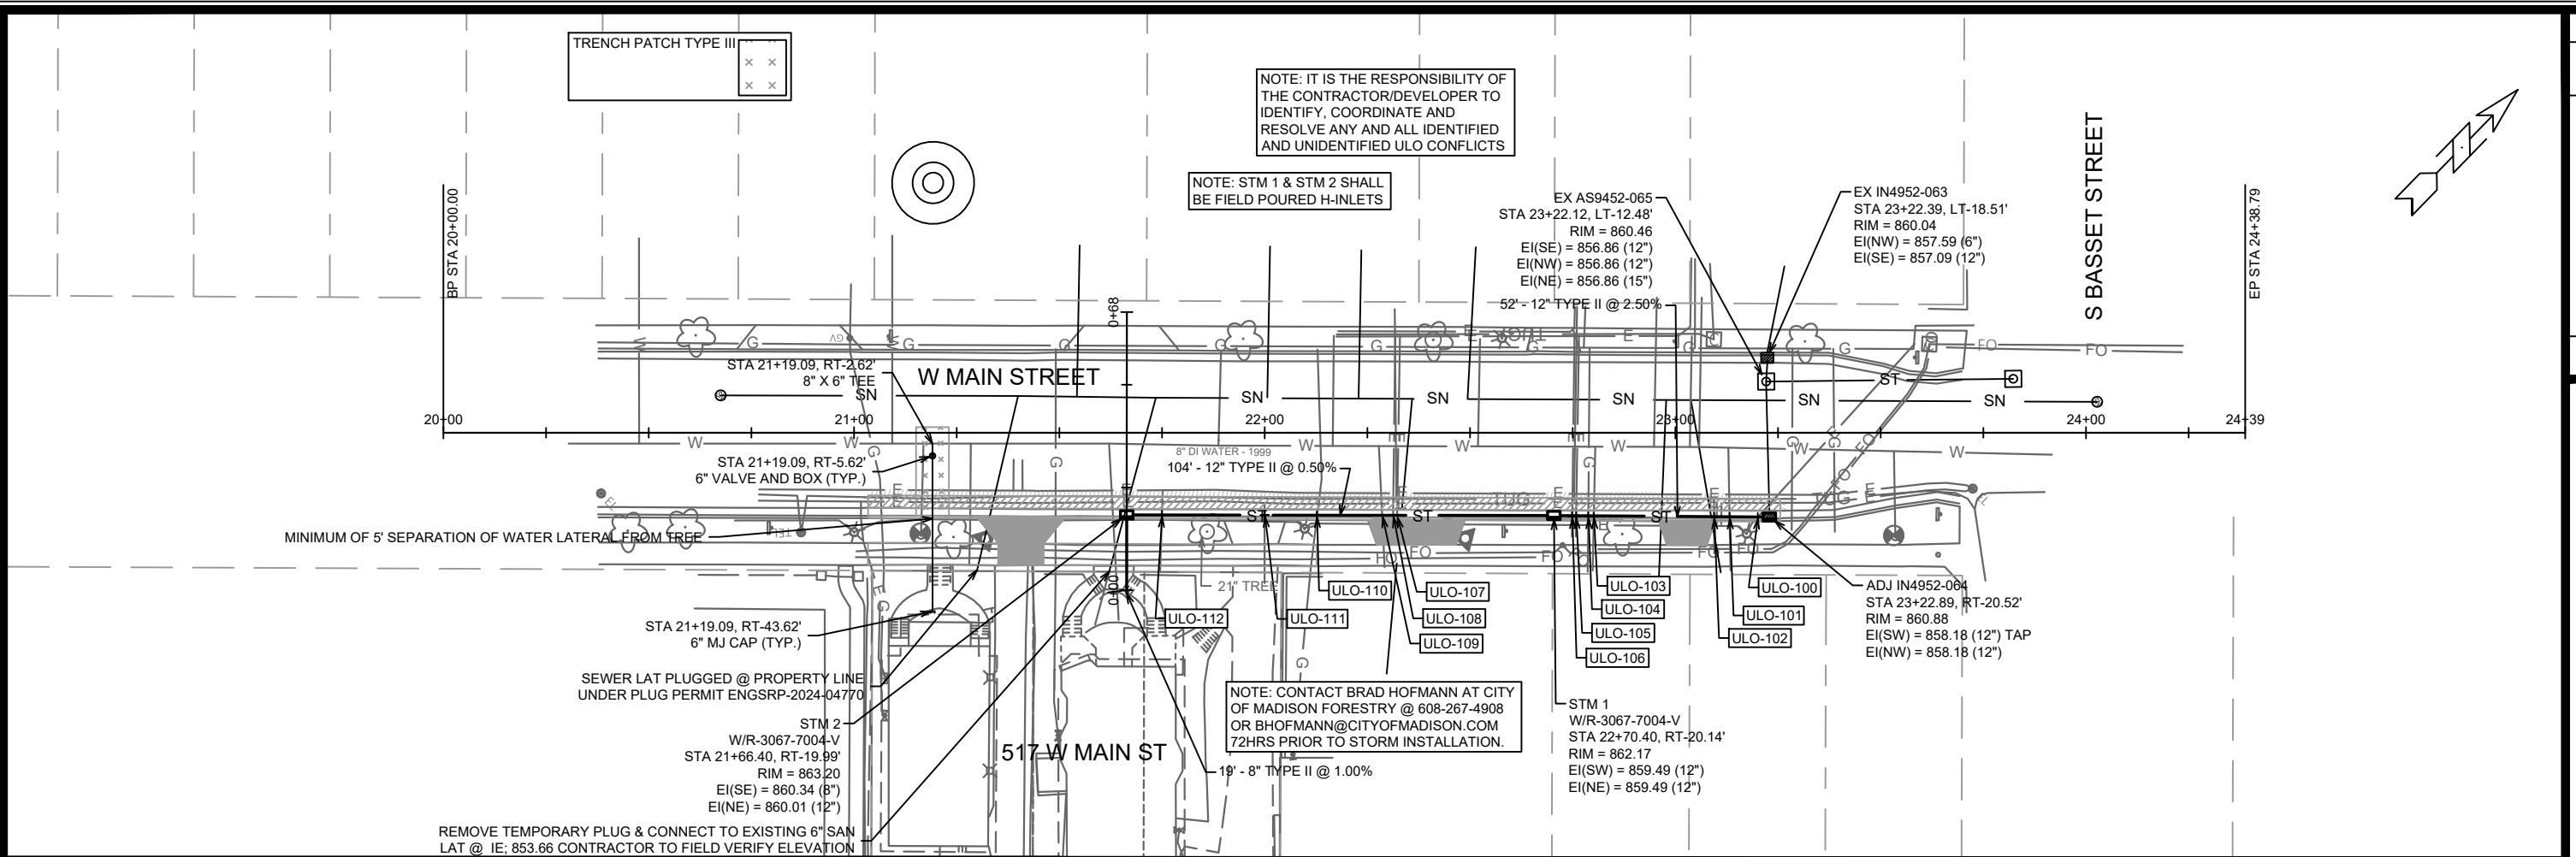 TRENCH PATCH TYPE III
NOTE: IT IS THE RESPONSIBILITY OF
THE CONTRACTOR/DEVELOPER TO
IDENTIFY, COORDINATE AND
RESOLVE ANY AND ALL IDENTIFIED
AND UNIDENTIFIED ULO CONFLICTS
NOTE: STM 1 & STM 2 SHALL
BE FIELD POURED H-INLETS
BP STA 20+00.00
EX AS9452-065
STA 23+22.12, LT-12.48'
RIM = 860.46
EI(SE) = 856.86 (12")
EI(NW) = 856.86 (12")
EI(NE) = 856.86 (15")
52' - 12" TYPE II @ 2.50%
EX IN4952-063
STA 23+22.39, LT-18.51'
RIM = 860.04
EI(NW) = 857.59 (6")
EI(SE) = 857.09 (12")
S BASSET STREET
EP STA 24+38.79
0+68
STA 21+19.09, RT-2.62'
8" X 6" TEE
W MAIN STREET
GV
G G G G G G G
E E
FO FO
ST
SN SN SN SN SN SN
20+00
21+00
22+00
23+00
24+00
24+39
W W W W W W
8" DI WATER - 1999
104' - 12" TYPE II @ 0.50%
STA 21+19.09, RT-5.62'
6" VALVE AND BOX (TYP.)
MINIMUM OF 5' SEPARATION OF WATER LATERAL FROM TREE
ST ST ST
FO FO FO FO
0+00
21" TREE
ULO-112
ULO-111
ULO-110
ULO-107
ULO-108
ULO-109
ULO-103
ULO-104
ULO-105
ULO-106
ULO-100
ULO-101
ULO-102
ADJ IN4952-064
STA 23+22.89, RT-20.52'
RIM = 860.88
EI(SW) = 858.18 (12") TAP
EI(NW) = 858.18 (12")
STA 21+19.09, RT-43.62'
6" MJ CAP (TYP.)
SEWER LAT PLUGGED @ PROPERTY LINE
UNDER PLUG PERMIT ENGSRP-2024-04770
STM 2
W/R-3067-7004-V
STA 21+66.40, RT-19.99'
RIM = 863.20
EI(SE) = 860.34 (8")
EI(NE) = 860.01 (12")
REMOVE TEMPORARY PLUG & CONNECT TO EXISTING 6" SAN
LAT @ IE; 853.66 CONTRACTOR TO FIELD VERIFY ELEVATION
517 W MAIN ST
NOTE: CONTACT BRAD HOFMANN AT CITY
OF MADISON FORESTRY @ 608-267-4908
OR BHOFMANN@CITYOFMADISON.COM
72HRS PRIOR TO STORM INSTALLATION.
19' - 8" TYPE II @ 1.00%
STM 1
W/R-3067-7004-V
STA 22+70.40, RT-20.14'
RIM = 862.17
EI(SW) = 859.49 (12")
EI(NE) = 859.49 (12")